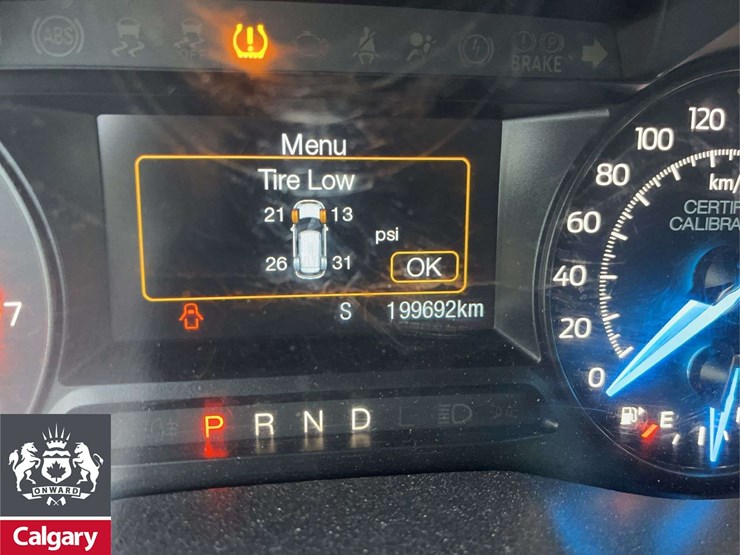 ABS
BRAKE
Menu
Tire Low
21 13
psi
26 31
OK
S 199692km
7
P R N D L
0
20
40
60
80
100
120
km/
CERTIF
CALIBRA
E
ONWARD
Calgary